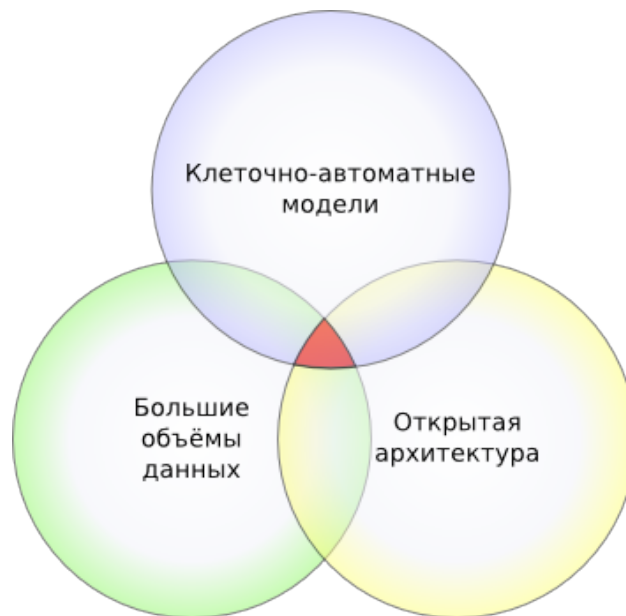 Клеточно-автоматные
модели
Большие
объёмы
данных
Открытая
архитектура